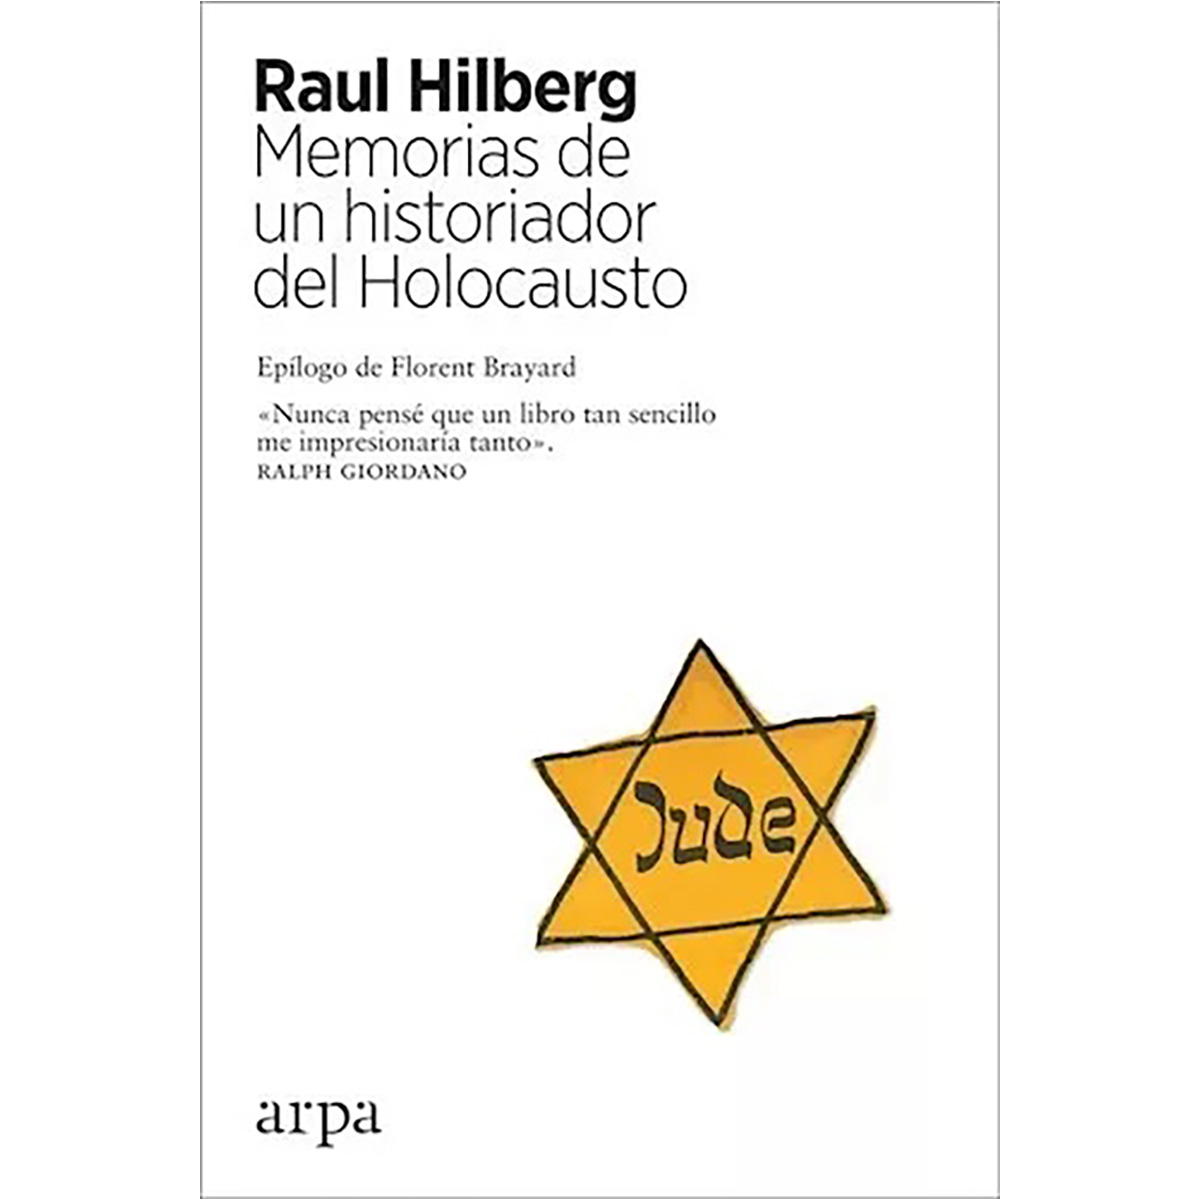 Raul Hilberg
Memorias de
un historiador
del Holocausto
Epílogo de Florent Brayard
«Nunca pensé que un libro tan sencillo
me impresionaría tanto».
RALPH GIORDANO
Jude
arpa